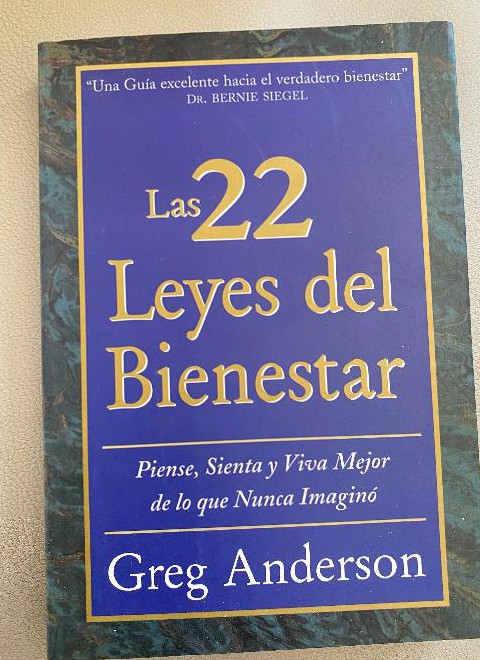 “Una Guía excelente hacia el verdadero bienestar”
DR. BERNIE SIEGEL
Las 22
Leyes del
Bienestar
Piense, Sienta y Viva Mejor
de lo que Nunca Imaginó
Greg Anderson